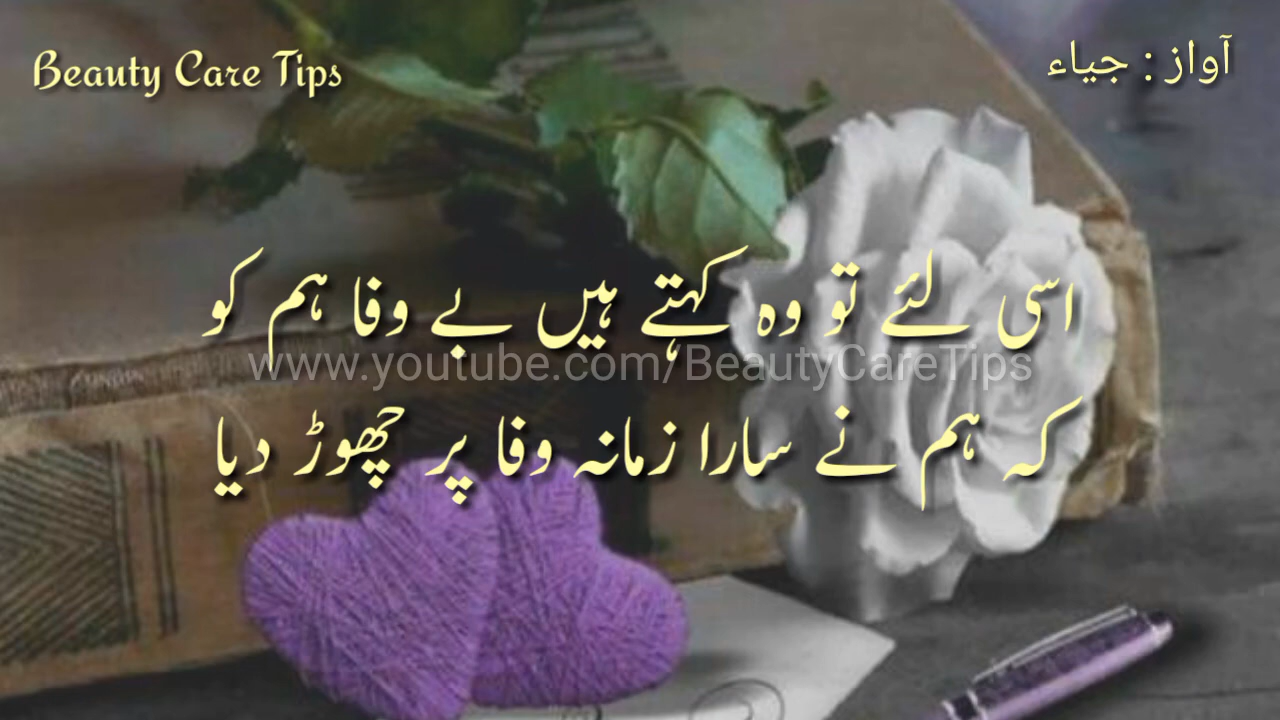 Beauty Care Tips
آواز : جیاء
اسی لئے تو وہ کہتے ہیں بے وفا ہم کو
www.youtube.com/BeautyCareTips
کہ ہم نے سارا زمانہ وفا پر چھوڑ دیا